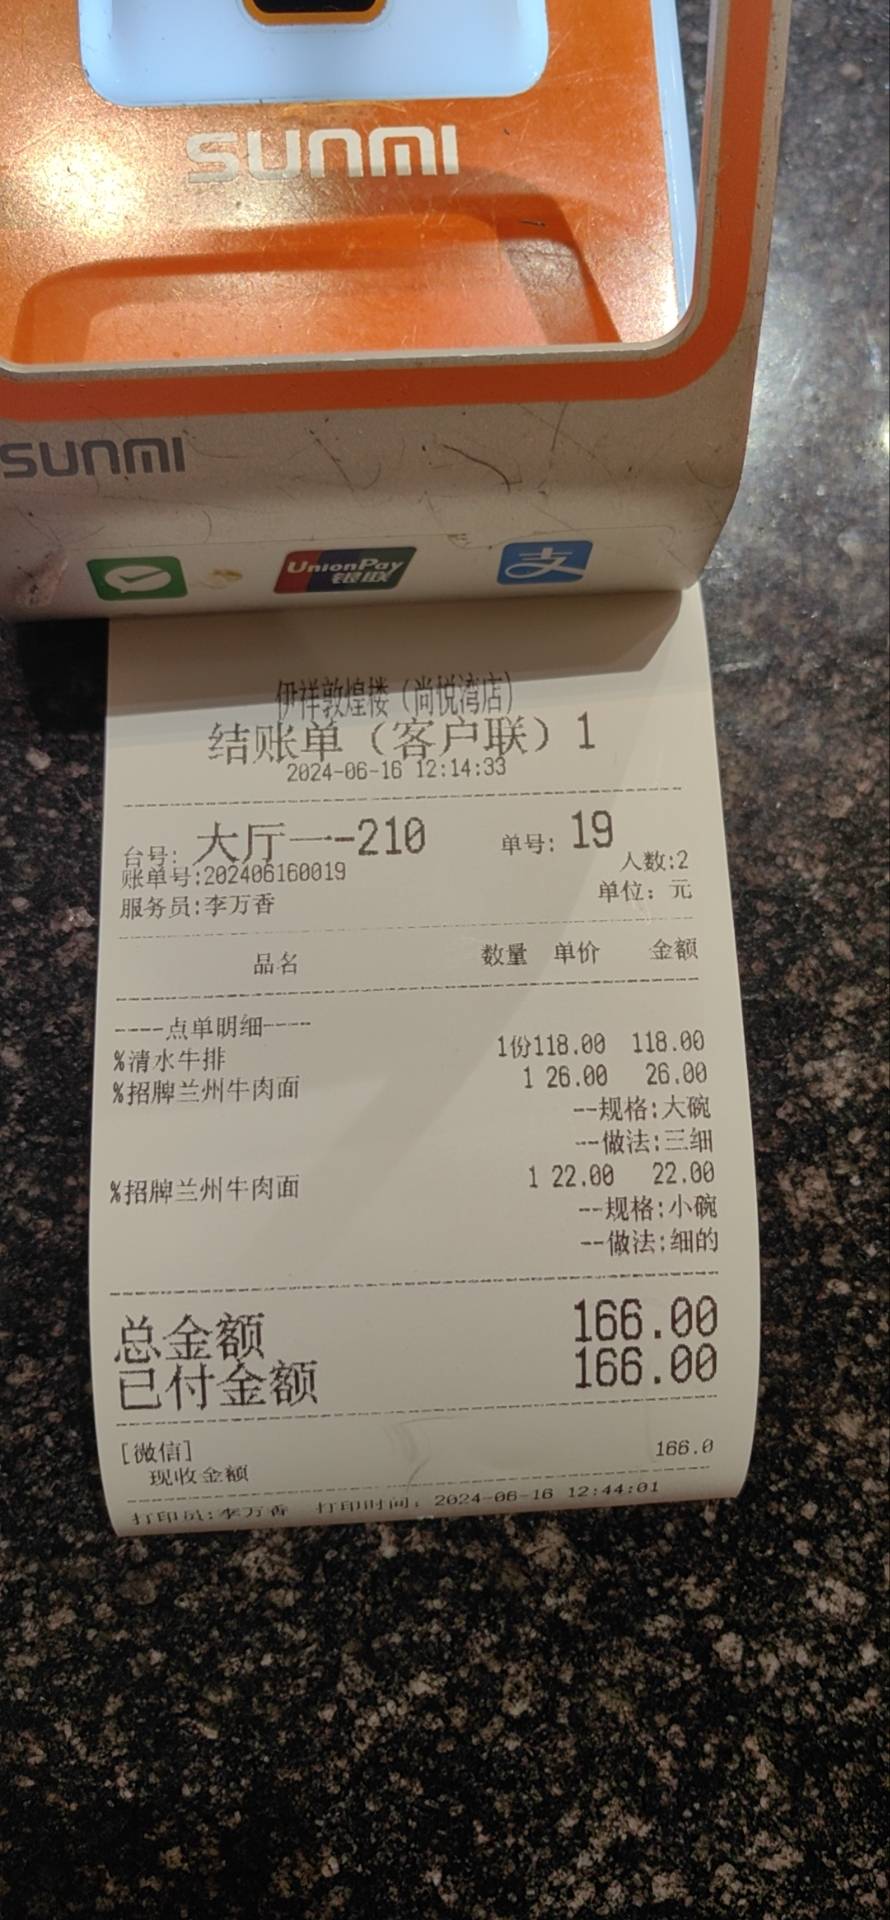 SUNMI
SUNMI
UnionPay
银联
支
伊祥敦煌楼（尚悦湾店）
结账单（客户联）1
2024-06-16 12:14:33
台号: 大厅一-210 单号: 19
人数:2
账单号:202406160019
服务员:李万香 单位: 元
品名 数量 单价 金额
----点单明细----
%清水牛排 1份118.00 118.00
%招牌兰州牛肉面 1 26.00 26.00
--规格:大碗
--做法:三细
%招牌兰州牛肉面 1 22.00 22.00
--规格:小碗
--做法:细的
总金额 166.00
已付金额 166.00
[微信]
现收金额 166.0
打印员:李万香 打印时间: 2024-06-16 12:44:01